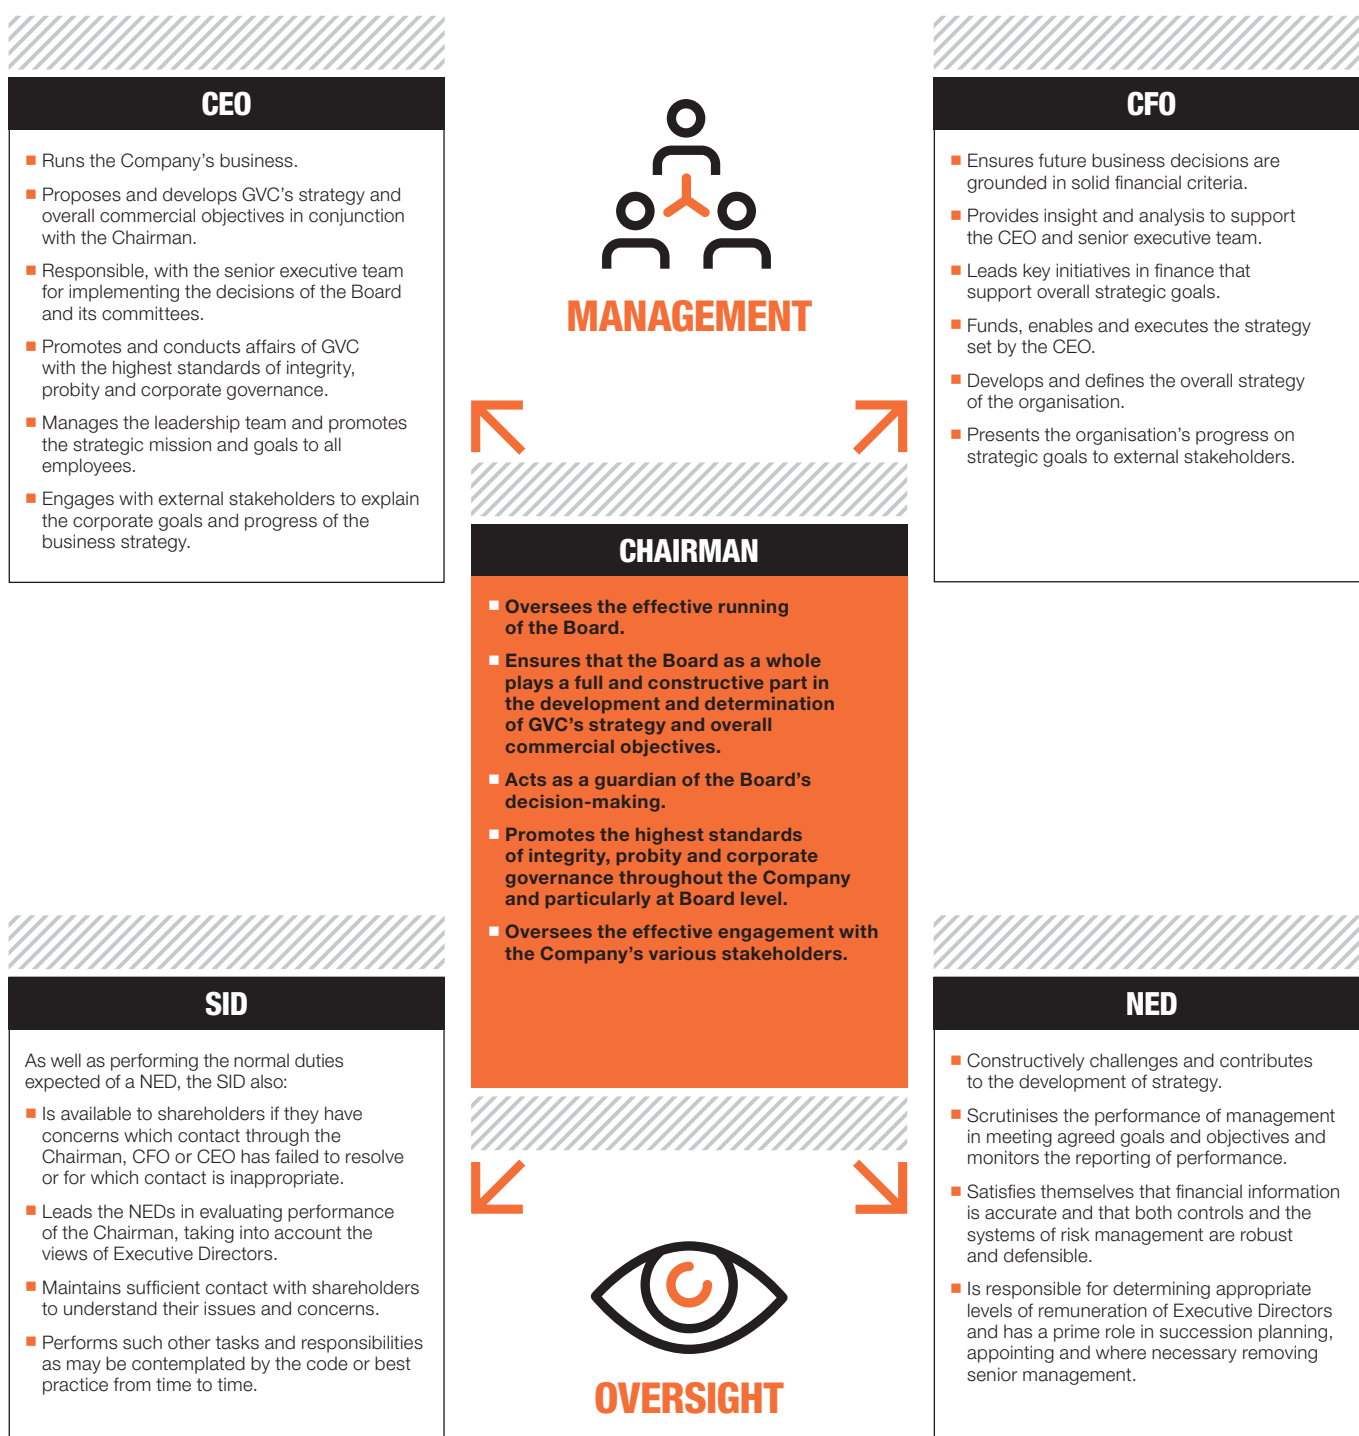 CEO
Runs the Company's business.
Proposes and develops GVC's strategy and
overall commercial objectives in conjunction
with the Chairman.
Responsible, with the senior executive team
for implementing the decisions of the Board
and its committees.
Promotes and conducts affairs of GVC
with the highest standards of integrity,
probity and corporate governance.
Manages the leadership team and promotes
the strategic mission and goals to all
employees.
Engages with external stakeholders to explain
the corporate goals and progress of the
business strategy.
MANAGEMENT
CFO
Ensures future business decisions are
grounded in solid financial criteria.
Provides insight and analysis to support
the CEO and senior executive team.
Leads key initiatives in finance that
support overall strategic goals.
Funds, enables and executes the strategy
set by the CEO.
Develops and defines the overall strategy
of the organisation.
Presents the organisation's progress on
strategic goals to external stakeholders.
CHAIRMAN
Oversees the effective running
of the Board.
Ensures that the Board as a whole
plays a full and constructive part in
the development and determination
of GVC's strategy and overall
commercial objectives.
Acts as a guardian of the Board's
decision-making.
Promotes the highest standards
of integrity, probity and corporate
governance throughout the Company
and particularly at Board level.
Oversees the effective engagement with
the Company's various stakeholders.
SID
As well as performing the normal duties
expected of a NED, the SID also:
Is available to shareholders if they have
concerns which contact through the
Chairman, CFO or CEO has failed to resolve
or for which contact is inappropriate.
Leads the NEDs in evaluating performance
of the Chairman, taking into account the
views of Executive Directors.
Maintains sufficient contact with shareholders
to understand their issues and concerns.
Performs such other tasks and responsibilities
as may be contemplated by the code or best
practice from time to time.
OVERSIGHT
NED
Constructively challenges and contributes
to the development of strategy.
Scrutinises the performance of management
in meeting agreed goals and objectives and
monitors the reporting of performance.
Satisfies themselves that financial information
is accurate and that both controls and the
systems of risk management are robust
and defensible.
Is responsible for determining appropriate
levels of remuneration of Executive Directors
and has a prime role in succession planning,
appointing and where necessary removing
senior management.